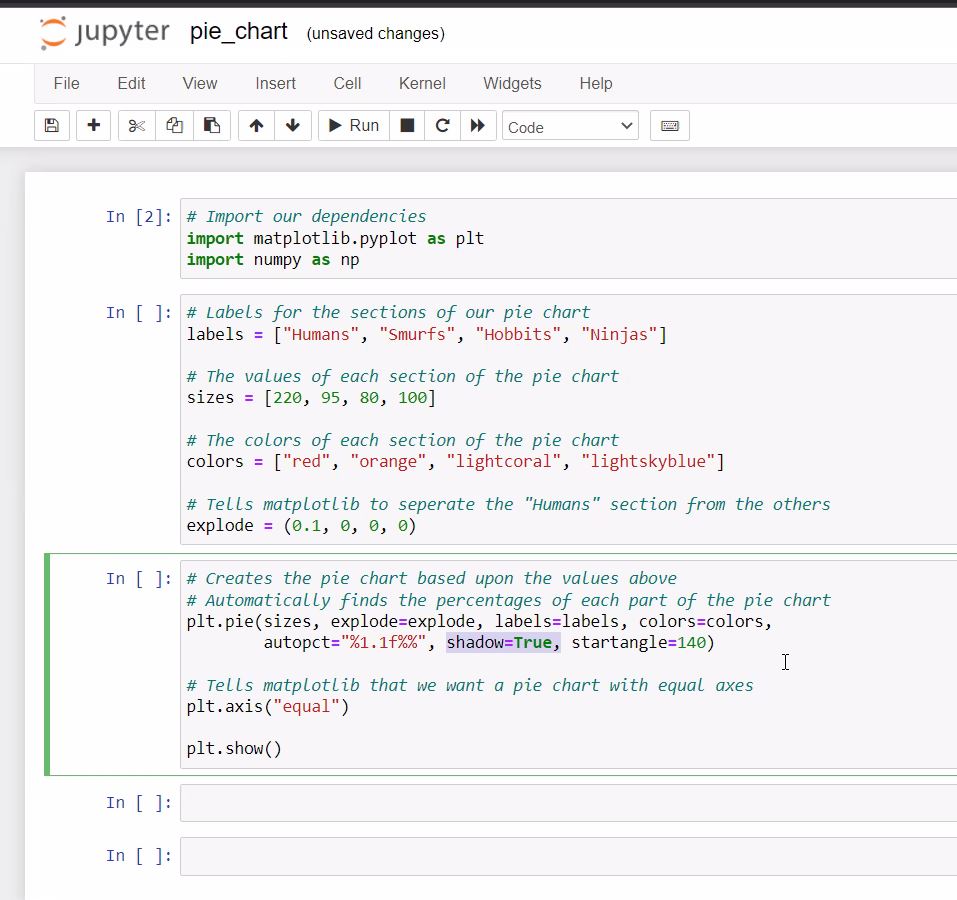 jupyter pie_chart (unsaved changes)
File Edit View Insert Cell Kernel Widgets Help
Run Code
In [2]: # Import our dependencies
import matplotlib.pyplot as plt
import numpy as np
In [ ]: # Labels for the sections of our pie chart
labels = ["Humans", "Smurfs", "Hobbits", "Ninjas"]
# The values of each section of the pie chart
sizes = [220, 95, 80, 100]
# The colors of each section of the pie chart
colors = ["red", "orange", "lightcoral", "lightskyblue"]
# Tells matplotlib to seperate the "Humans" section from the others
explode = (0.1, 0, 0, 0)
In [ ]: # Creates the pie chart based upon the values above
# Automatically finds the percentages of each part of the pie chart
plt.pie(sizes, explode=explode, labels=labels, colors=colors,
autopct="%1.1f%%", shadow=True, startangle=140)
# Tells matplotlib that we want a pie chart with equal axes
plt.axis("equal")
plt.show()
In [ ]:
In [ ]: